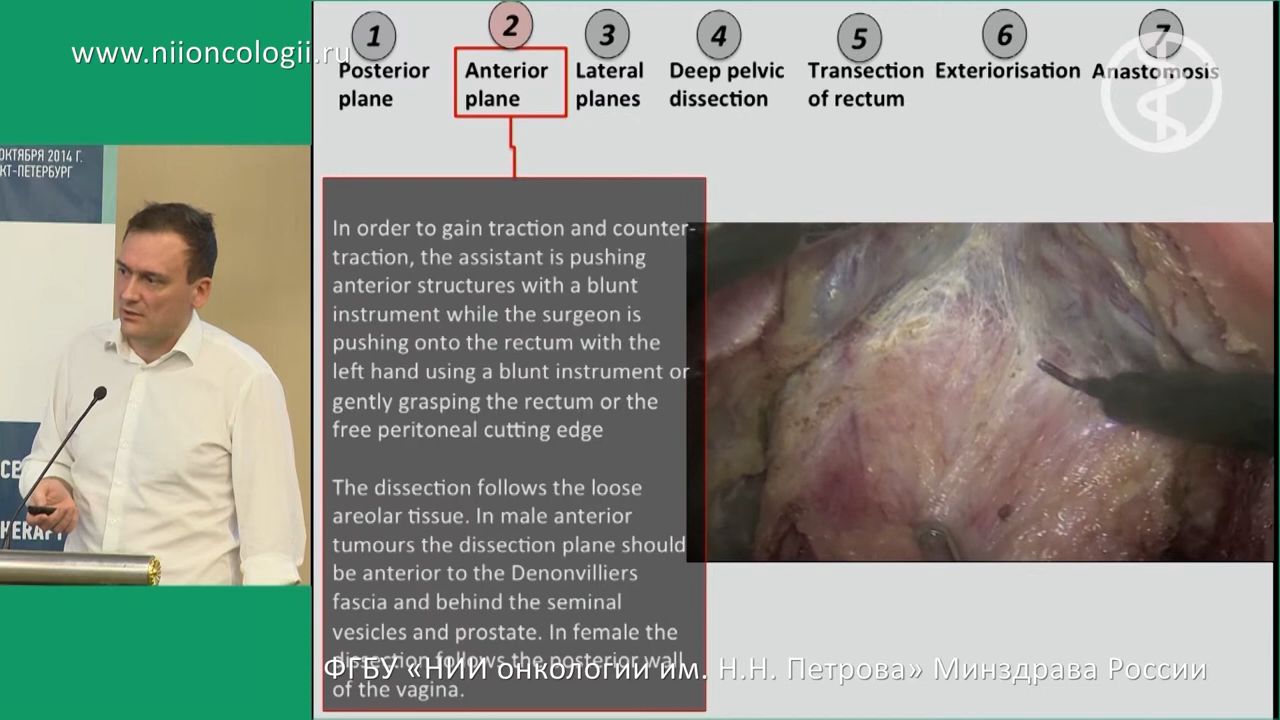 www.niioncologii.ru
1
2
3
4
5
6
7
Posterior
plane
Anterior
plane
Lateral
planes
Deep pelvic
dissection
Transection
of rectum
Exteriorisation
Anastomosis
ОКТЯБРЯ 2014 Г.
КТ-ПЕТЕРБУРГ
In order to gain traction and counter-
traction, the assistant is pushing
anterior structures with a blunt
instrument while the surgeon is
pushing onto the rectum with the
left hand using a blunt instrument or
gently grasping the rectum or the
free peritoneal cutting edge
The dissection follows the loose
areolar tissue. In male anterior
tumours the dissection plane should
be anterior to the Denonvilliers
fascia and behind the seminal
vesicles and prostate. In female the
dissection follows the posterior wall
of the vagina.
ФГБУ «НИИ онкологии им. Н.Н. Петрова» Минздрава России